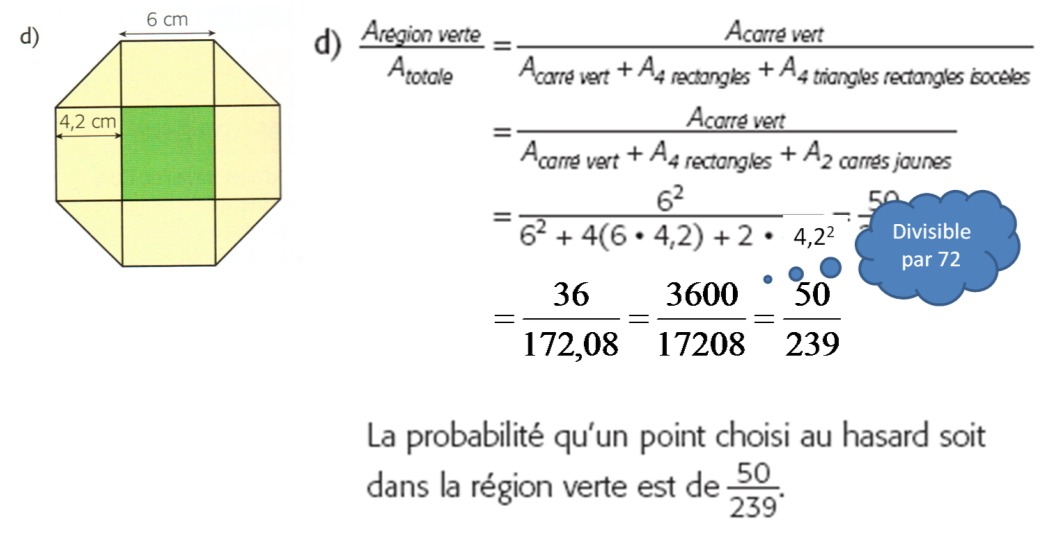 d)
6 cm
4,2 cm
d) Arégion verte / Atotale = Acarré vert / Acarré vert + A4 rectangles + A4 triangles rectangles isocèles
= Acarré vert / Acarré vert + A4 rectangles + A2 carrés jaunes
= 6² / 6² + 4(6 • 4,2) + 2 • 4,2² = 50
Divisible
par 72
= 36 / 172,08 = 3600 / 17208 = 50 / 239
La probabilité qu'un point choisi au hasard soit
dans la région verte est de 50/239.